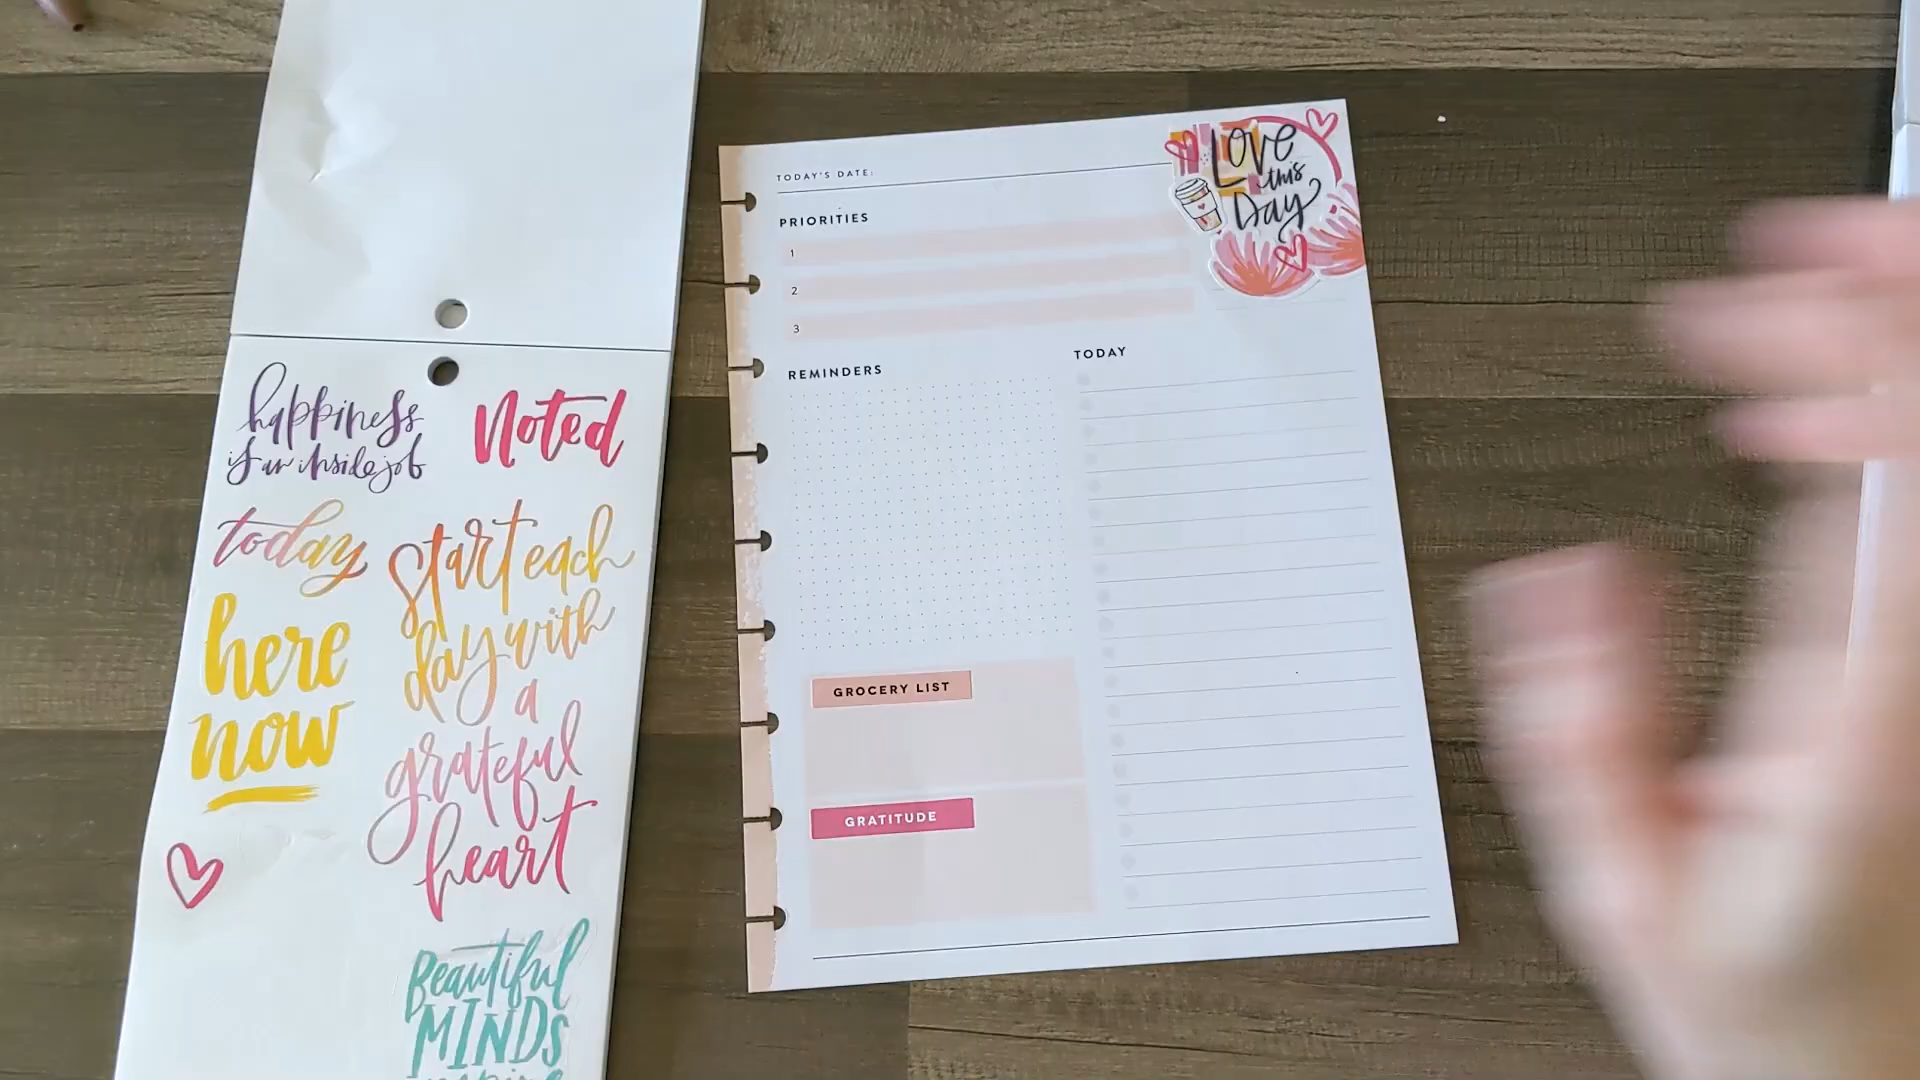 happiness
is an inside job
Noted
today
Start each
day with
a
grateful
heart
here
now
Beautiful
MINDS
TODAY'S DATE:
LOVE
this
Day
PRIORITIES
1
2
3
REMINDERS
TODAY
GROCERY LIST
GRATITUDE